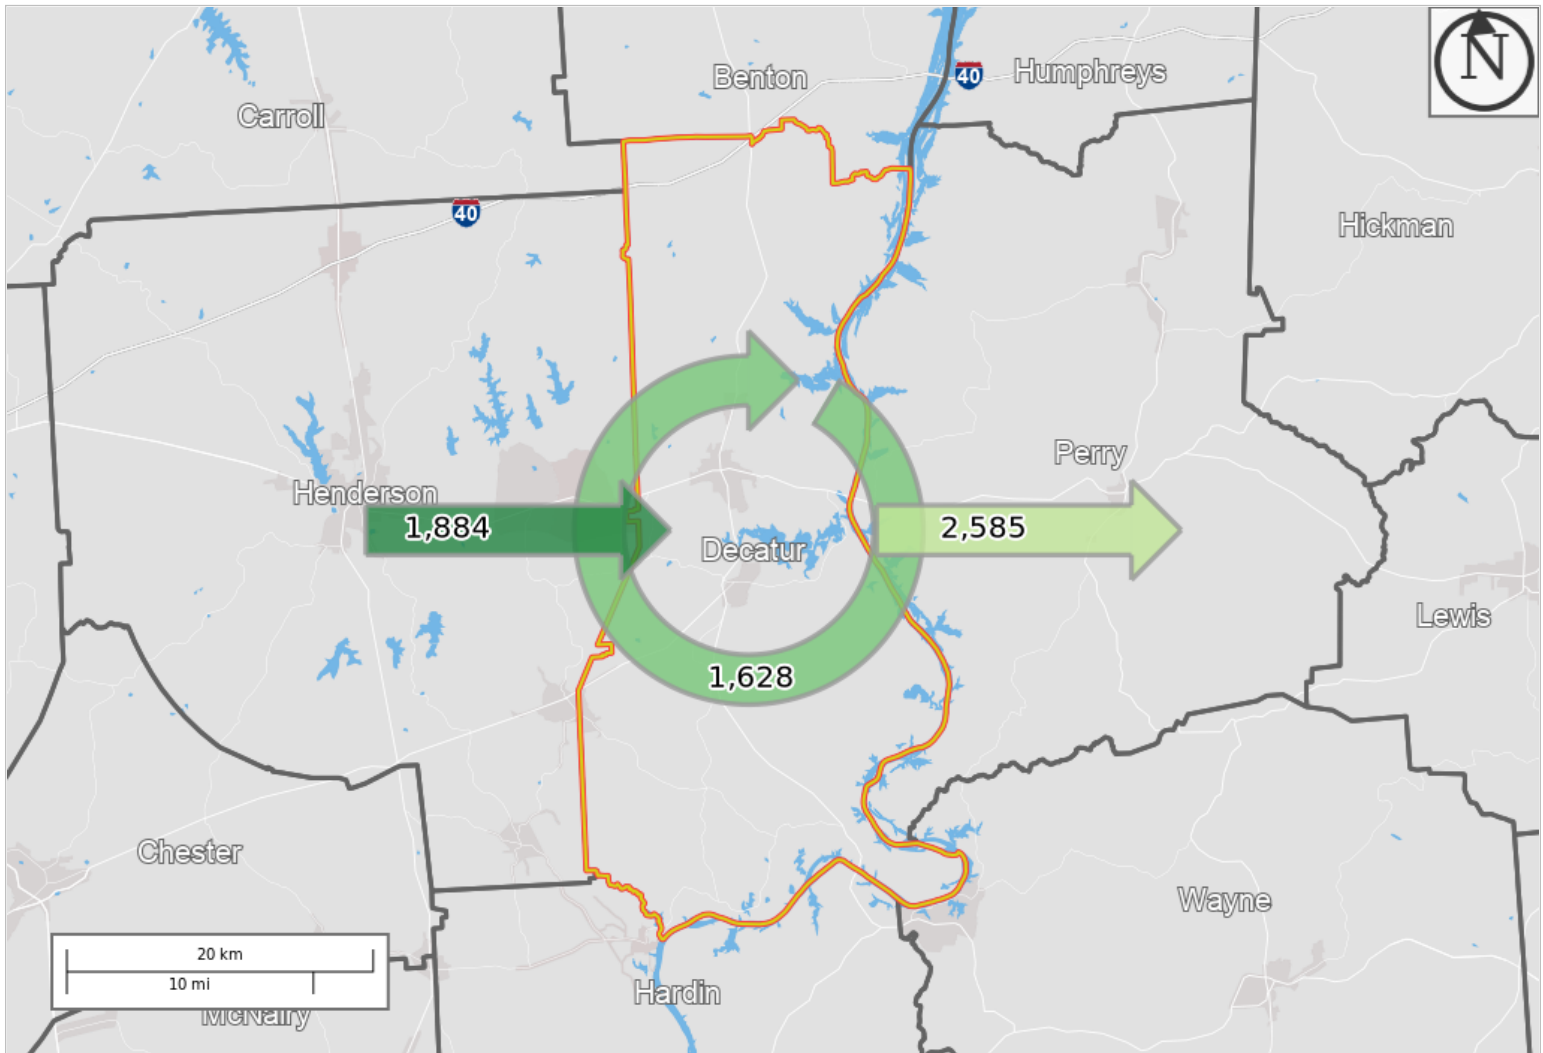 N
Benton
40
Humphreys
Carroll
40
Hickman
Perry
Henderson
1,884
2,585
Decatur
Lewis
1,628
Chester
Wayne
20 km
10 mi
Hardin
McNairy